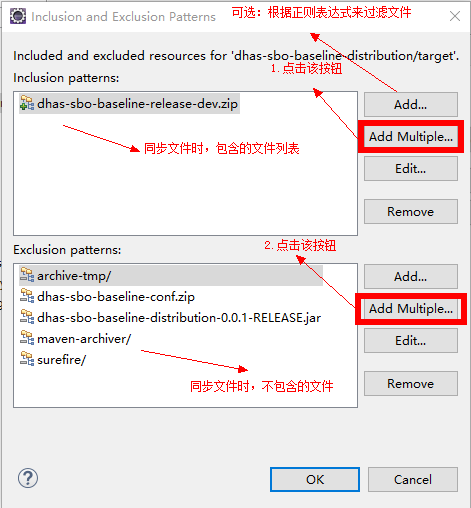 Inclusion and Exclusion Patterns
可选：根据正则表达式来过滤文件
Included and excluded resources for 'dhas-sbo-baseline-distribution/target'.
Inclusion patterns:
1.点击该按钮
dhas-sbo-baseline-release-dev.zip
Add...
Add Multiple...
同步文件时，包含的文件列表
Edit...
Remove
Exclusion patterns:
2.点击该按钮
archive-tmp/
Add...
dhas-sbo-baseline-conf.zip
dhas-sbo-baseline-distribution-0.0.1-RELEASE.jar
Add Multiple...
maven-archiver/
Edit...
surefire/
同步文件时，不包含的文件
Remove
?
OK
Cancel